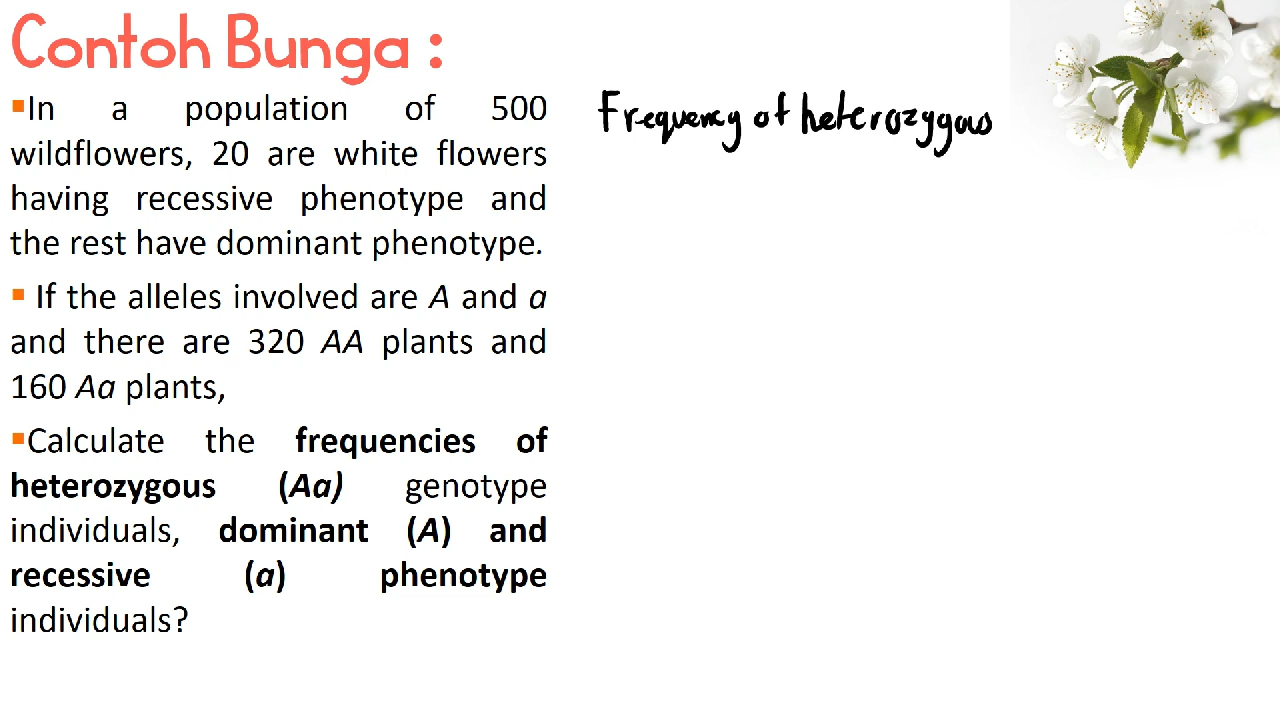 Contoh Bunga :
▪In a population of 500
wildflowers, 20 are white flowers
having recessive phenotype and
the rest have dominant phenotype.
▪ If the alleles involved are A and a
and there are 320 AA plants and
160 Aa plants,
▪Calculate the frequencies of
heterozygous (Aa) genotype
individuals, dominant (A) and
recessive (a) phenotype
individuals?
Frequency of heterozygous